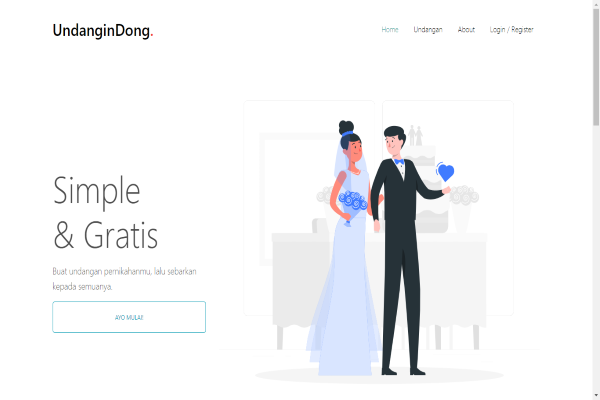 UndanginDong.
Home Undangan About Login / Register
Simple
& Gratis
Buat undangan pernikahanmu, lalu sebarkan
kepada semuanya.
AYO MULAI!